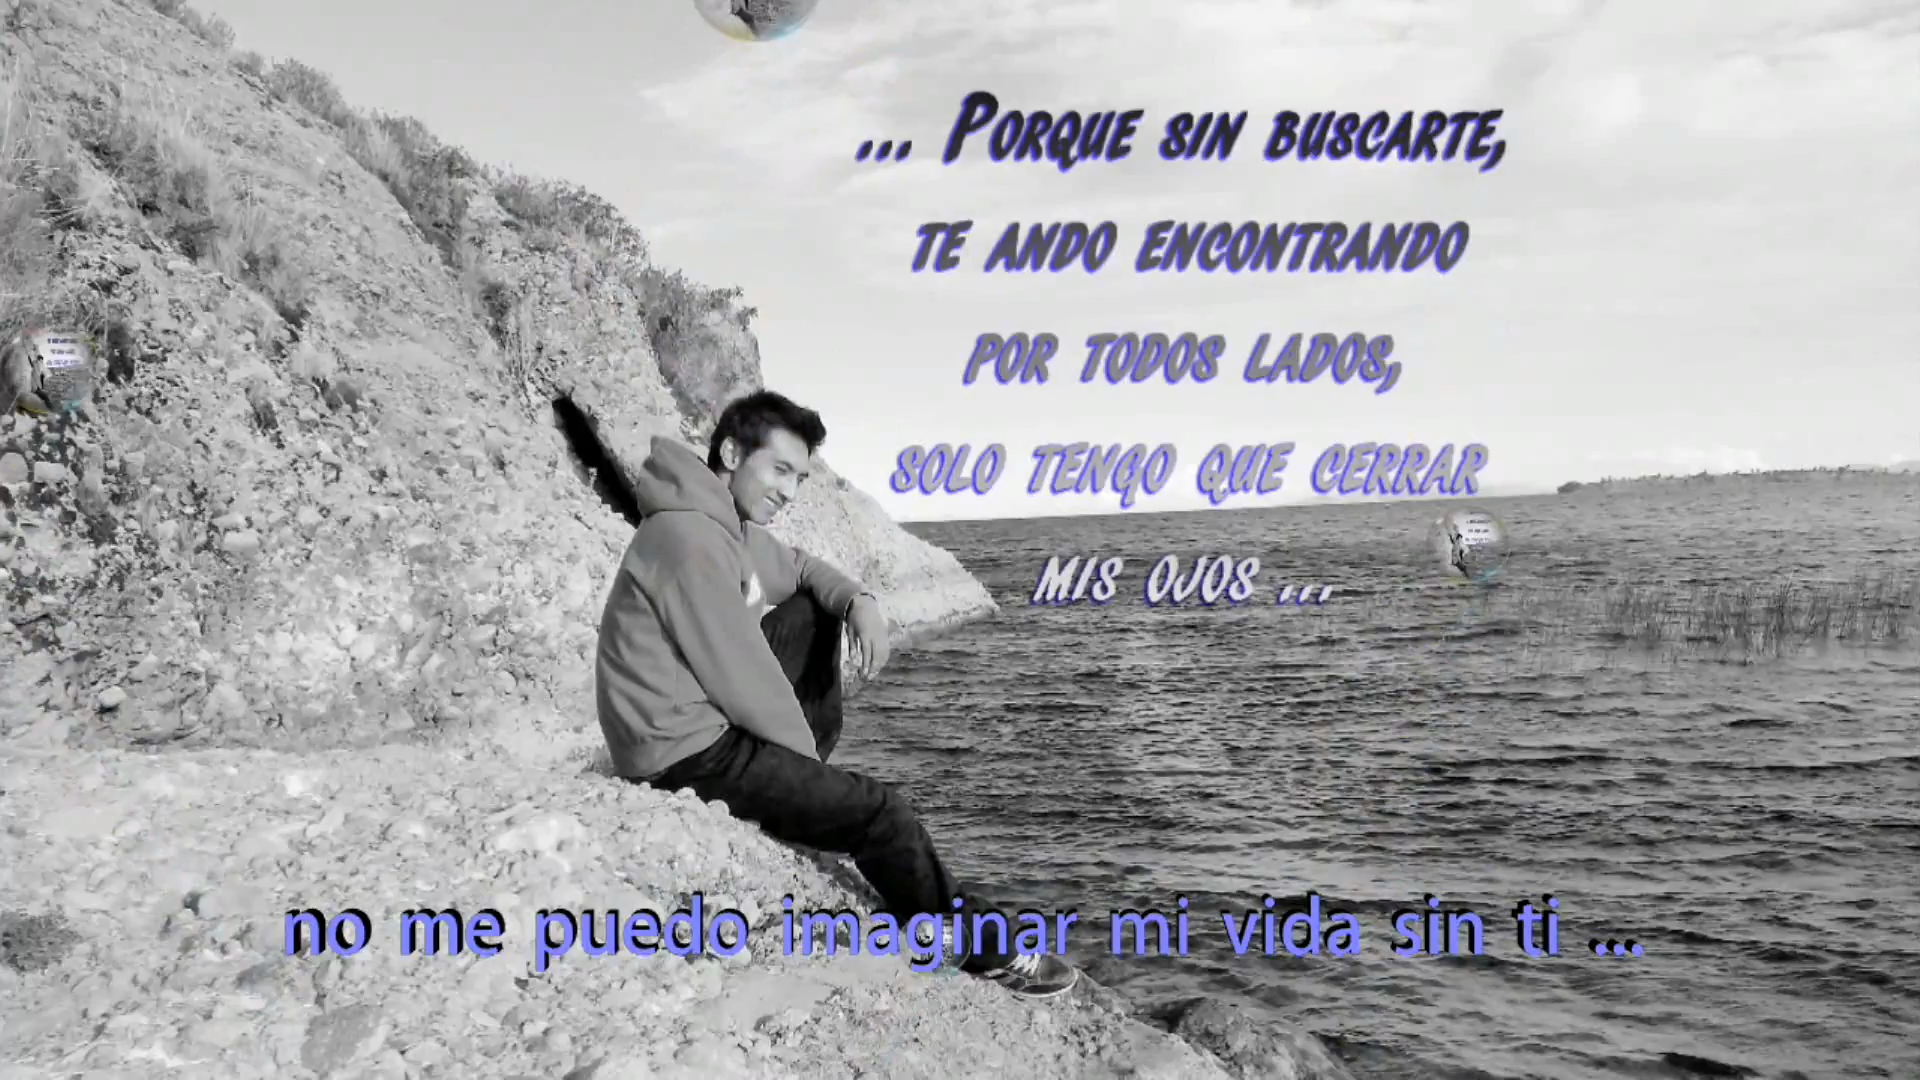 ... PORQUE SIN BUSCARTE,
TE ANDO ENCONTRANDO
POR TODOS LADOS,
SOLO TENGO QUE CERRAR
MIS OJOS ...
no me puedo imaginar mi vida sin ti ...